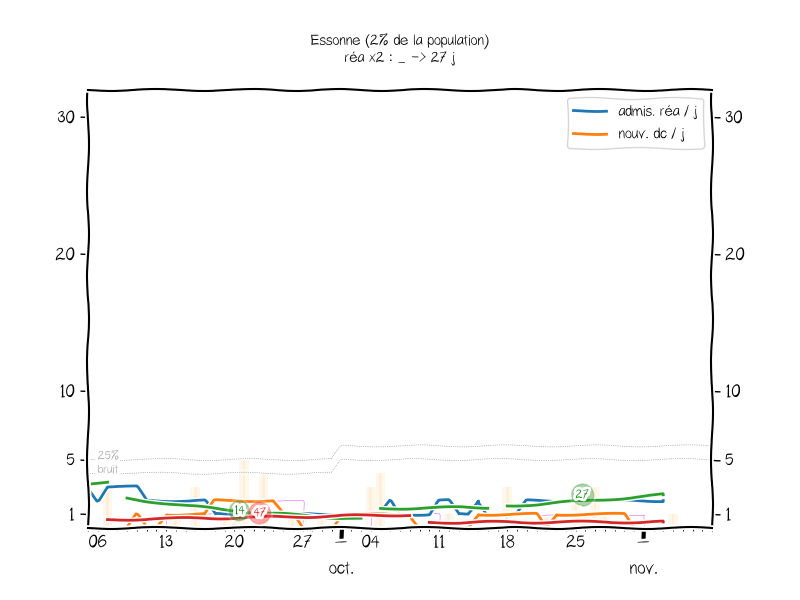 Essonne (2% de la population)
réa x2 : _ -> 27 j
admis. réa / j
nouv. dc / j
30
30
20
20
10
10
5
5
25%
bruit
1
1
14
47
27
06 13 20 27 04 11 18 25
oct. nov.